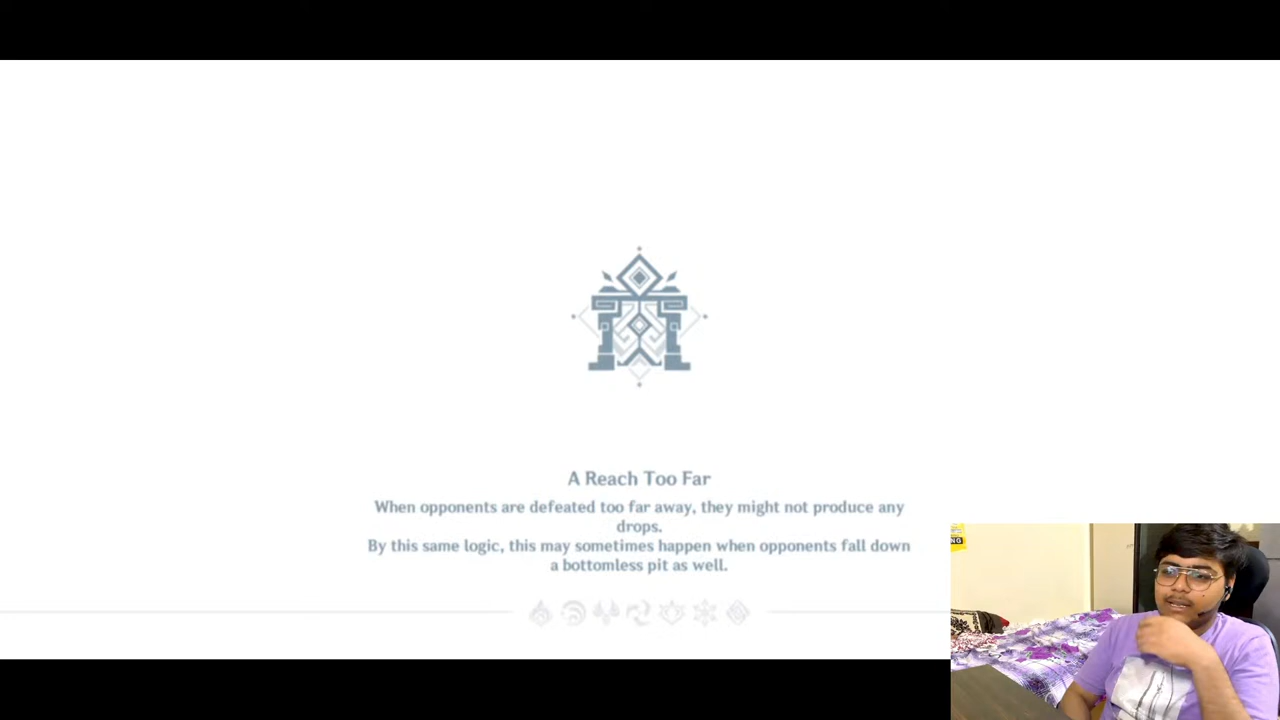 A Reach Too Far
When opponents are defeated too far away, they might not produce any
drops.
By this same logic, this may sometimes happen when opponents fall down
a bottomless pit as well.
NG